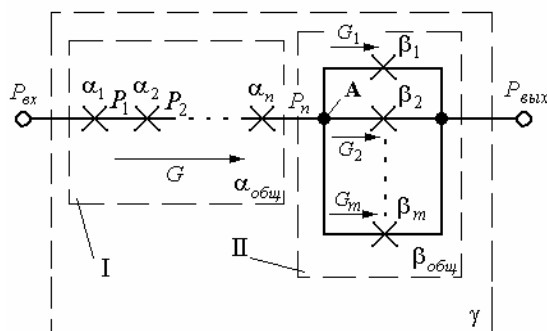 G₁ β₁
α₁ P₁ α₂ P₂ αₙ Pₙ A β₂
Pвх Pвых
G₂
G αобщ
Gₘ βₘ
I II βобщ
γ